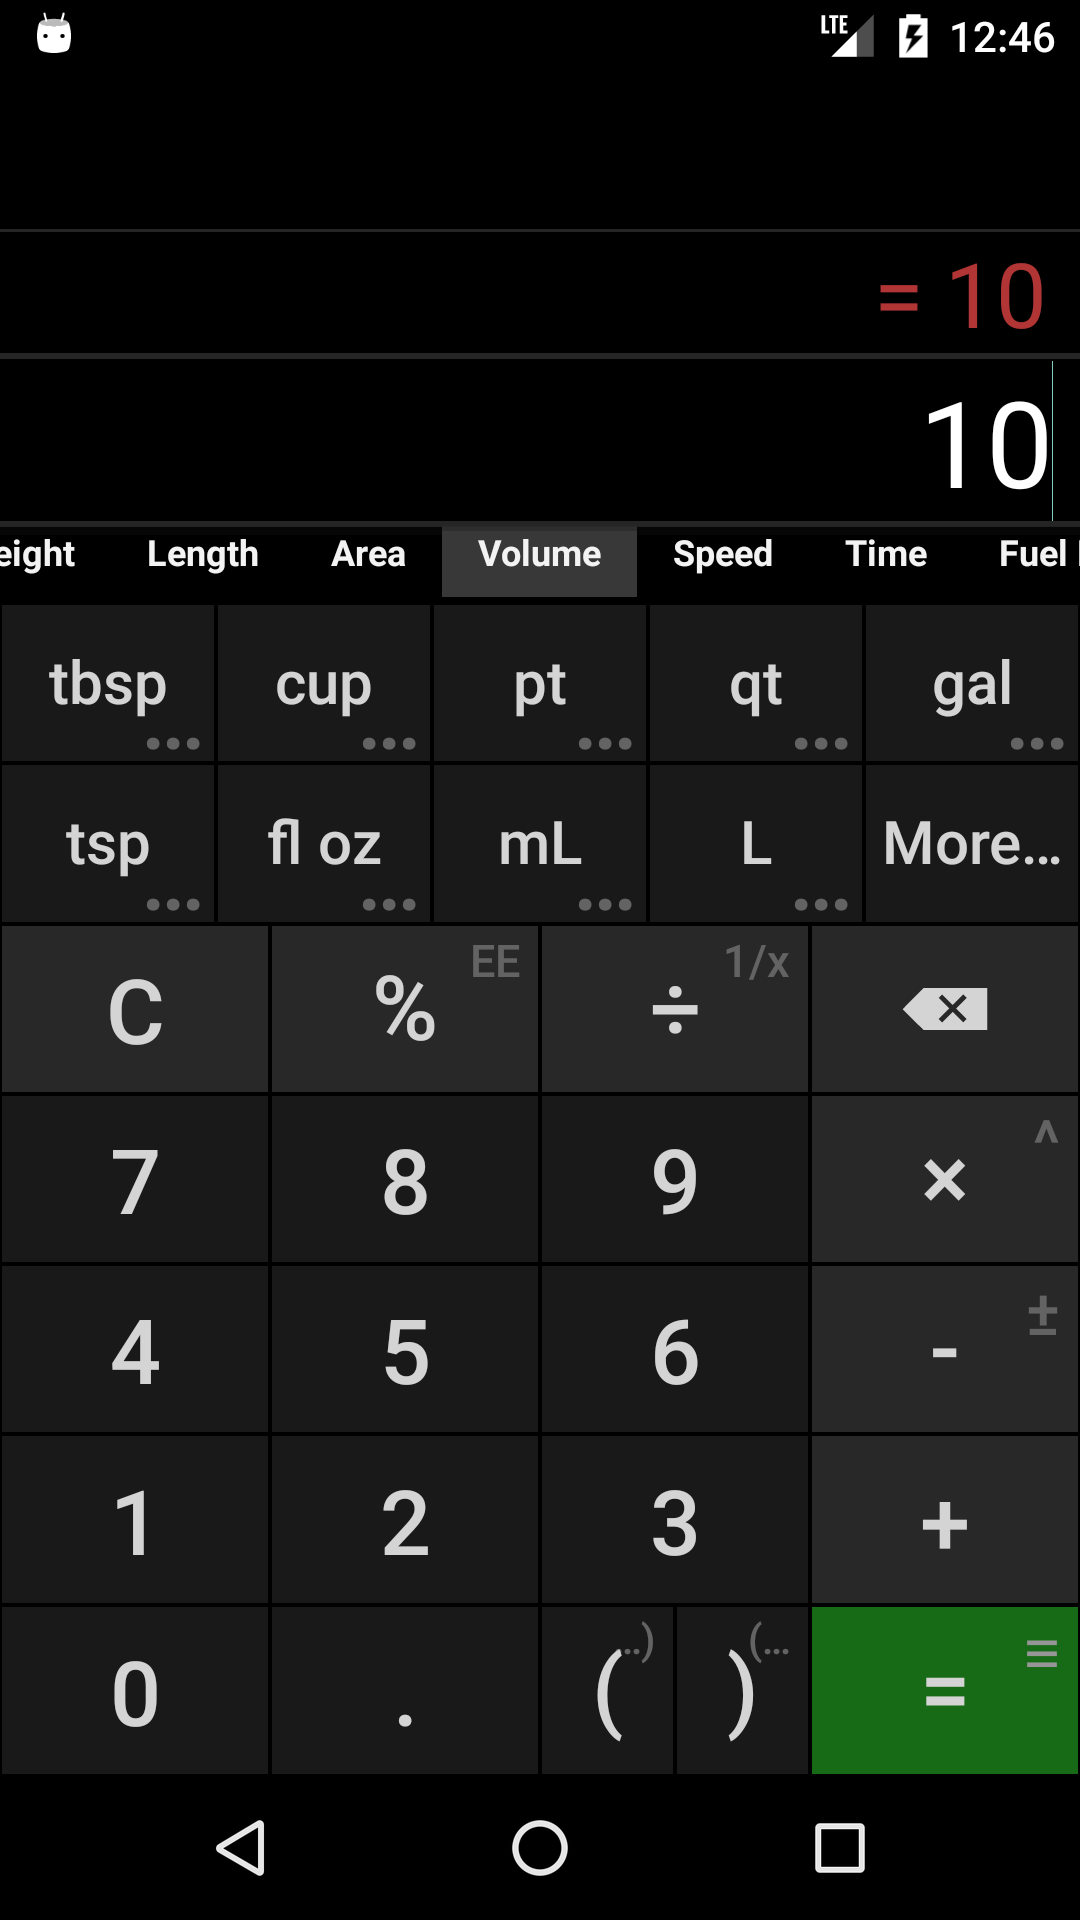 LTE 12:46
= 10
10
eight Length Area Volume Speed Time Fuel
tbsp cup pt qt gal
tsp fl oz mL L More...
C % EE ÷ 1/x
7 8 9 × ^
4 5 6 - ±
1 2 3 +
0 . ( ..) ) (... =